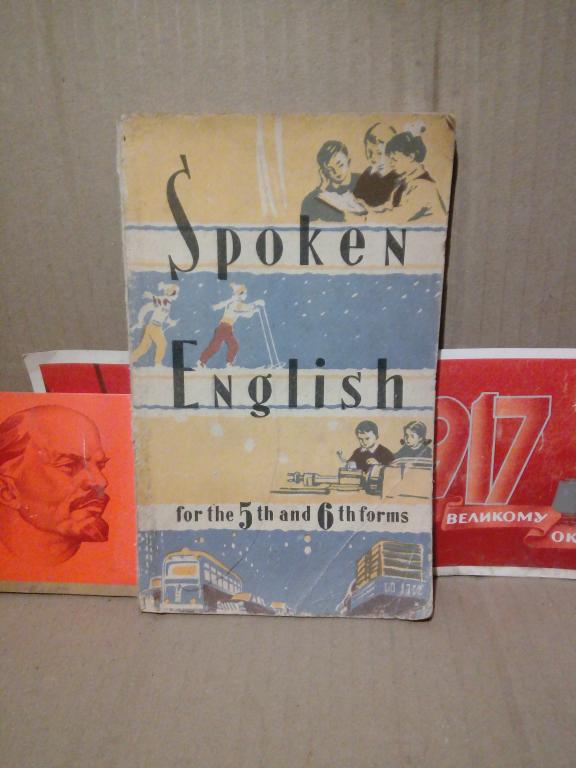 Spoken
English
for the 5th and 6th forms
917
ВЕЛИКОМУ
ОК